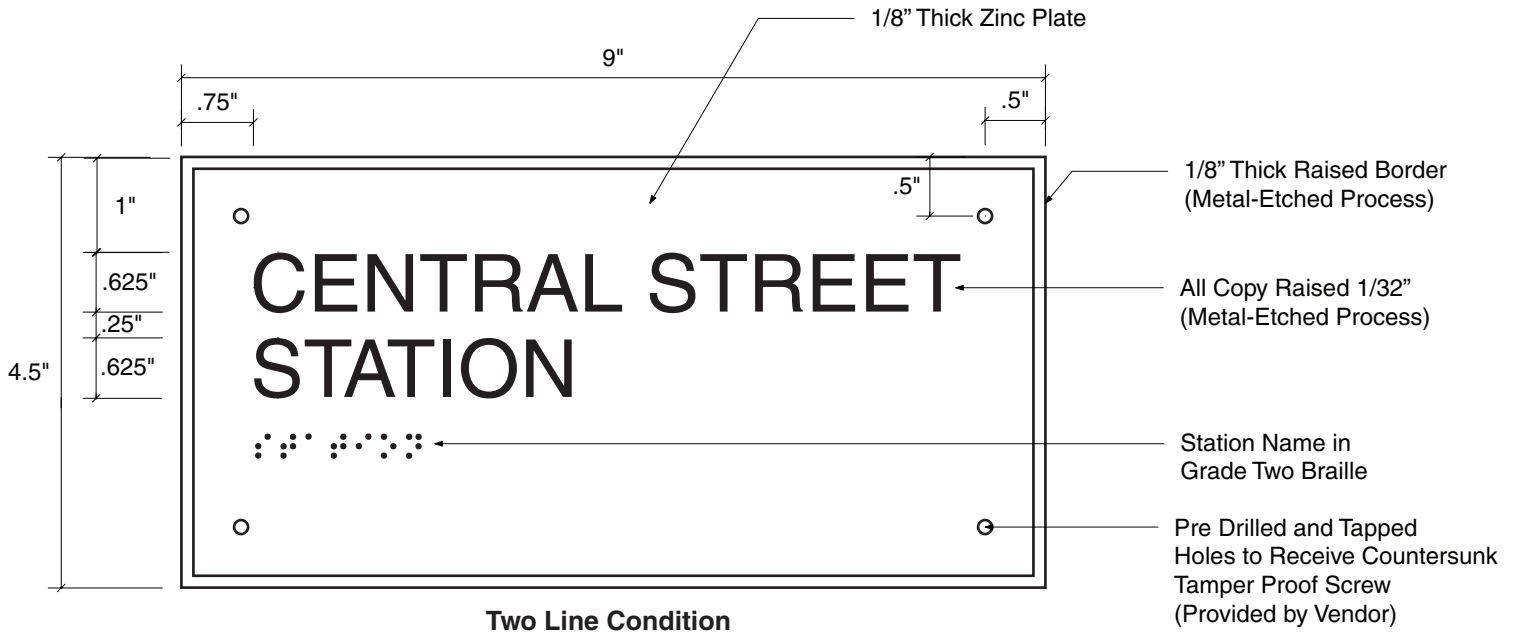 1/8” Thick Zinc Plate
9"
.75"
.5"
1/8” Thick Raised Border
(Metal-Etched Process)
.5"
1"
CENTRAL STREET
.625"
All Copy Raised 1/32”
(Metal-Etched Process)
.25"
STATION
.625"
4.5"
⠎⠞⠁⠞⠊⠕⠝
Station Name in
Grade Two Braille
Pre Drilled and Tapped
Holes to Receive Countersunk
Tamper Proof Screw
(Provided by Vendor)
Two Line Condition